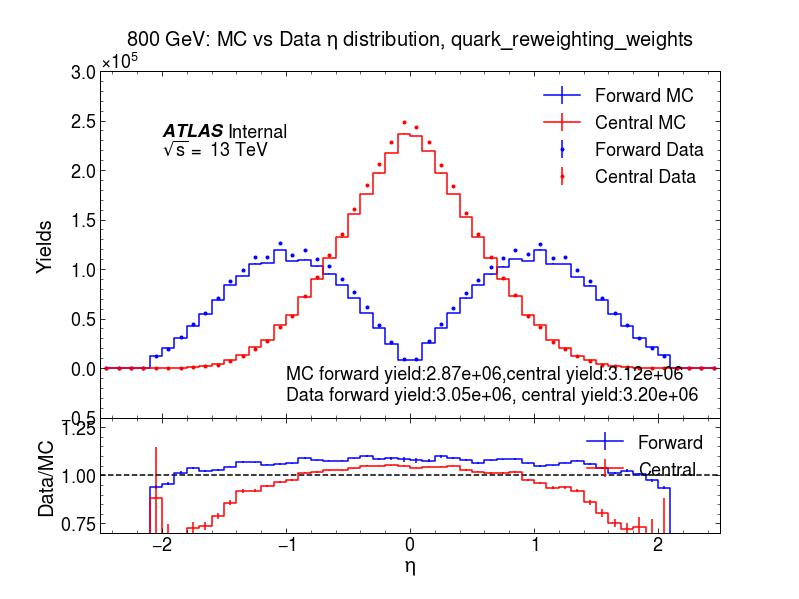 800 GeV: MC vs Data η distribution, quark_reweighting_weights
×10⁵
3.0
2.5
2.0
1.5
1.0
0.5
0.0
0.5
Yields
ATLAS Internal
√s = 13 TeV
Forward MC
Central MC
Forward Data
Central Data
MC forward yield:2.87e+06,central yield:3.12e+06
Data forward yield:3.05e+06, central yield:3.20e+06
1.25
1.00
0.75
Data/MC
Forward
Central
−2
−1
0
1
2
η